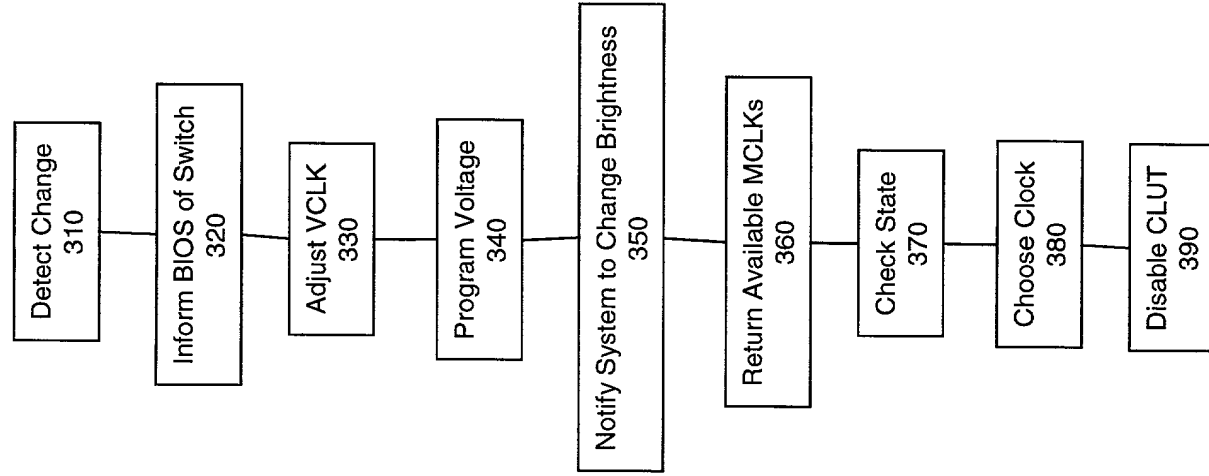 Detect Change
310
Inform BIOS of Switch
320
Adjust VCLK
330
Program Voltage
340
Notify System to Change Brightness
350
Return Available MCLKs
360
Check State
370
Choose Clock
380
Disable CLUT
390